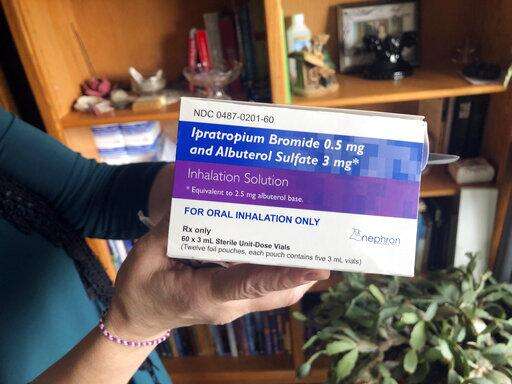 NDC 0487-0201-60
Ipratropium Bromide 0.5 mg
and Albuterol Sulfate 3 mg*
Inhalation Solution
* Equivalent to 2.5 mg albuterol base.
FOR ORAL INHALATION ONLY
Rx only
60 x 3 mL Sterile Unit-Dose Vials
(Twelve foil pouches, each pouch contains five 3 mL vials)
nephron